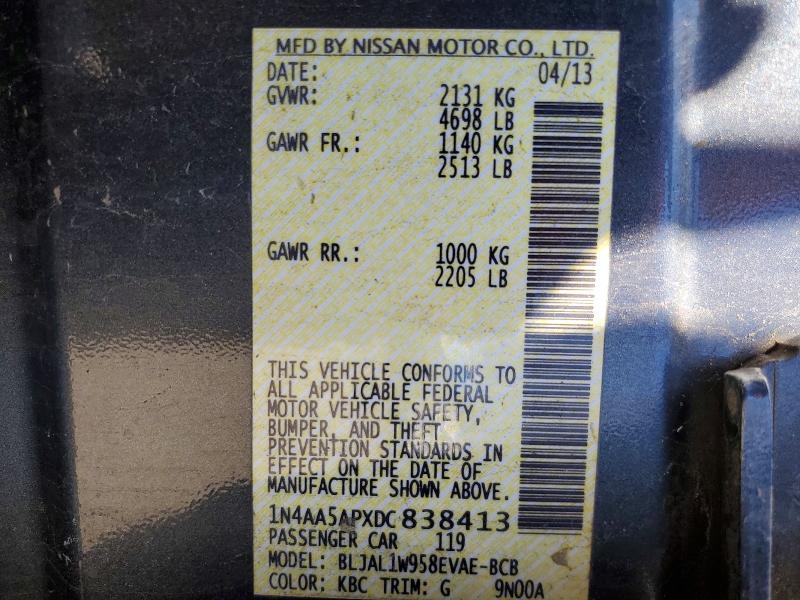 MFD BY NISSAN MOTOR CO., LTD.
DATE: 04/13
GVWR: 2131 KG
4698 LB
GAWR FR.: 1140 KG
2513 LB
GAWR RR.: 1000 KG
2205 LB
THIS VEHICLE CONFORMS TO
ALL APPLICABLE FEDERAL
MOTOR VEHICLE SAFETY,
BUMPER, AND THEFT
PREVENTION STANDARDS IN
EFFECT ON THE DATE OF
MANUFACTURE SHOWN ABOVE.
1N4AA5APXDC838413
PASSENGER CAR 119
MODEL: BLJAL1W958EVAE-BCB
COLOR: KBC TRIM: G 9N00A